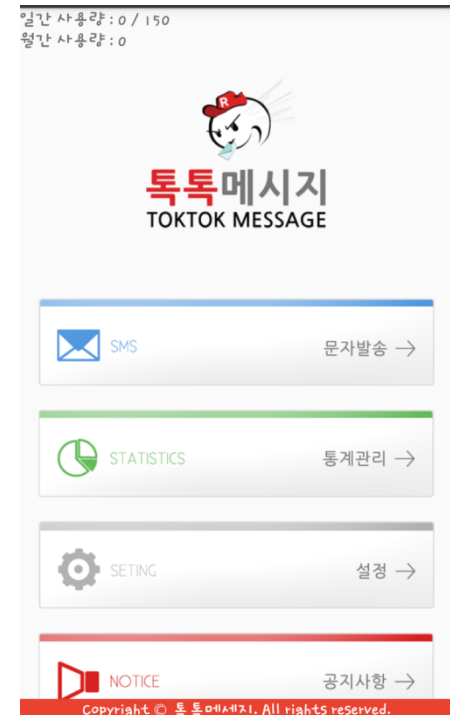 일간 사용량 : 0 / 150
월간 사용량 : 0
R
톡톡메시지
TOKTOK MESSAGE
SMS 문자발송
STATISTICS 통계관리
SETING 설정
NOTICE 공지사항
Copyright © 톡톡메세지. All rights reserved.